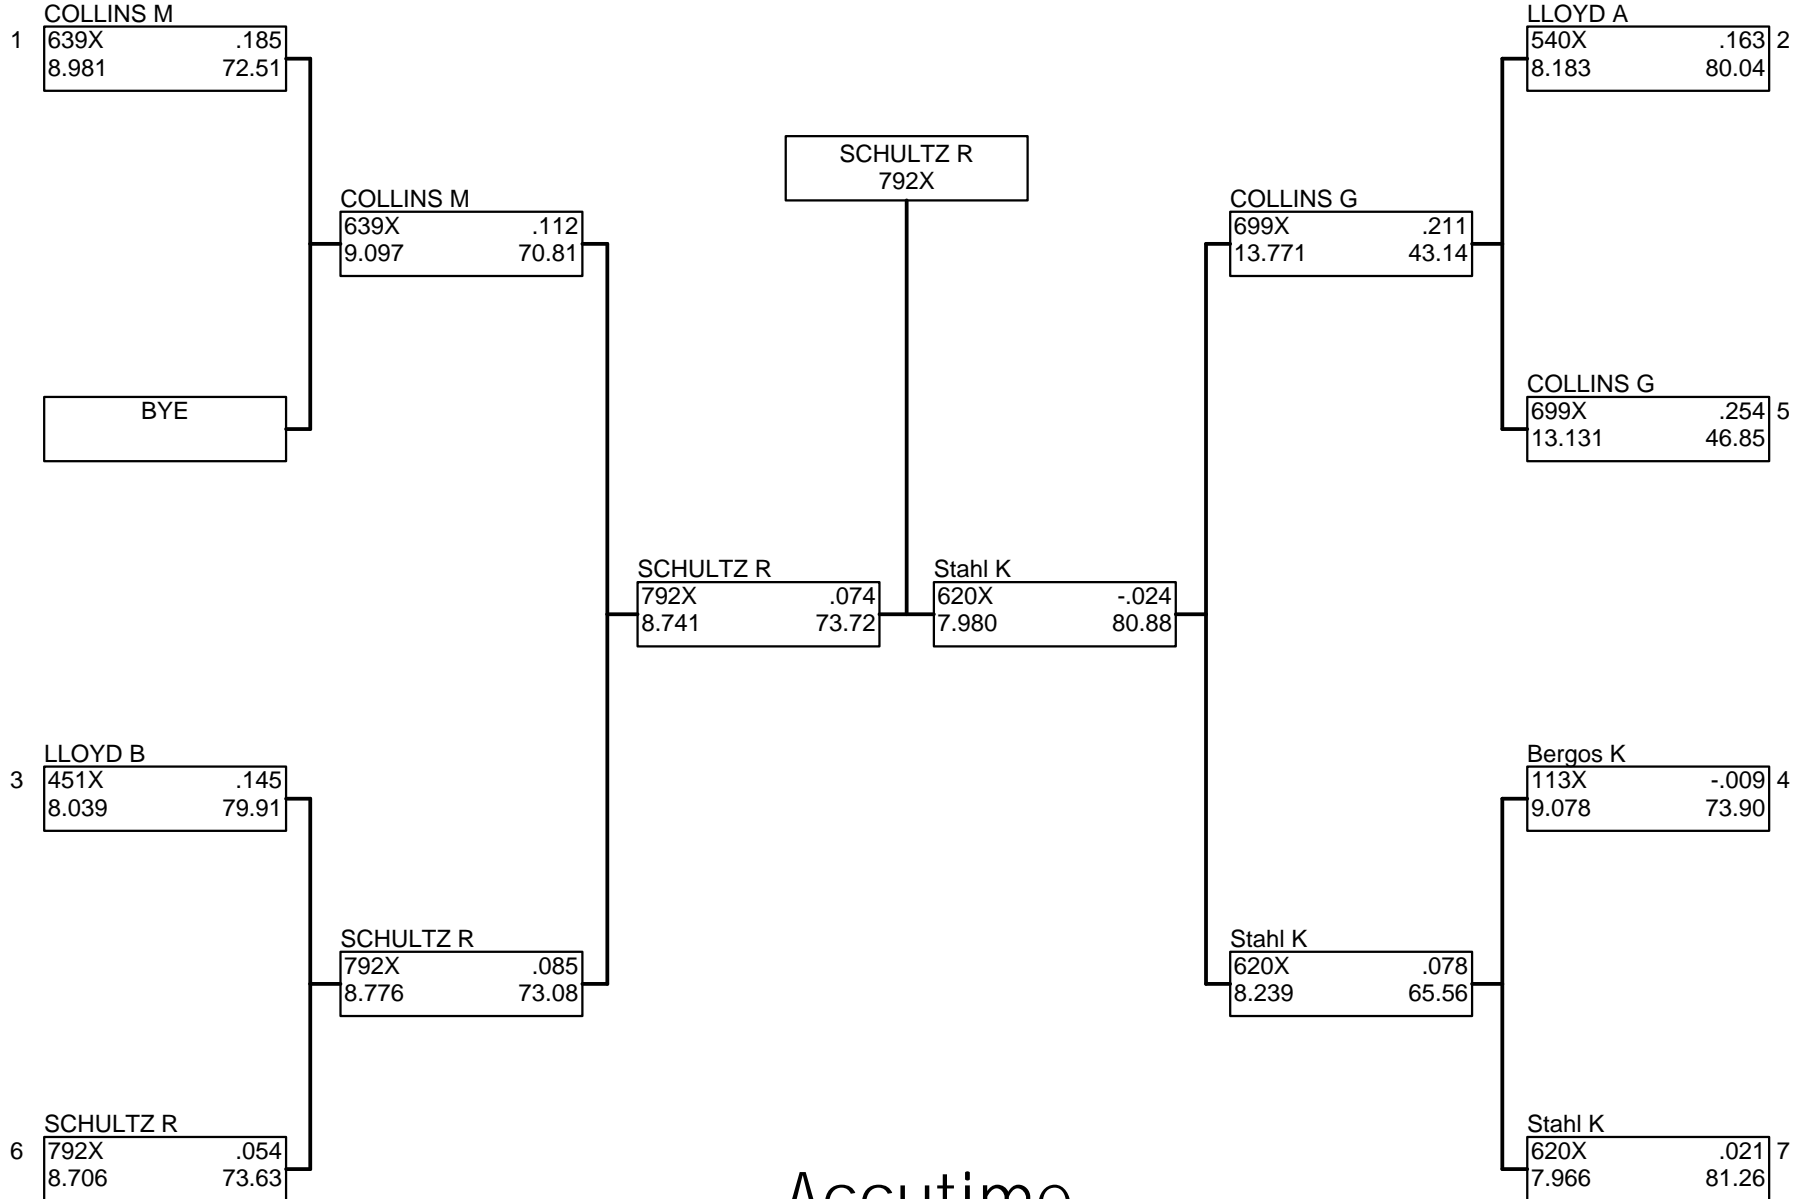 COLLINS M
1 639X .185
8.981 72.51
BYE
LLOYD B
3 451X .145
8.039 79.91
SCHULTZ R
6 792X .054
8.706 73.63
COLLINS M
639X .112
9.097 70.81
SCHULTZ R
792X .085
8.776 73.08
SCHULTZ R
792X .074
8.741 73.72
SCHULTZ R
792X
Stahl K
620X -.024
7.980 80.88
COLLINS G
699X .211
13.771 43.14
Stahl K
620X .078
8.239 65.56
LLOYD A
540X .163 2
8.183 80.04
COLLINS G
699X .254 5
13.131 46.85
Bergos K
113X -.009 4
9.078 73.90
Stahl K
620X .021 7
7.966 81.26
Accutime